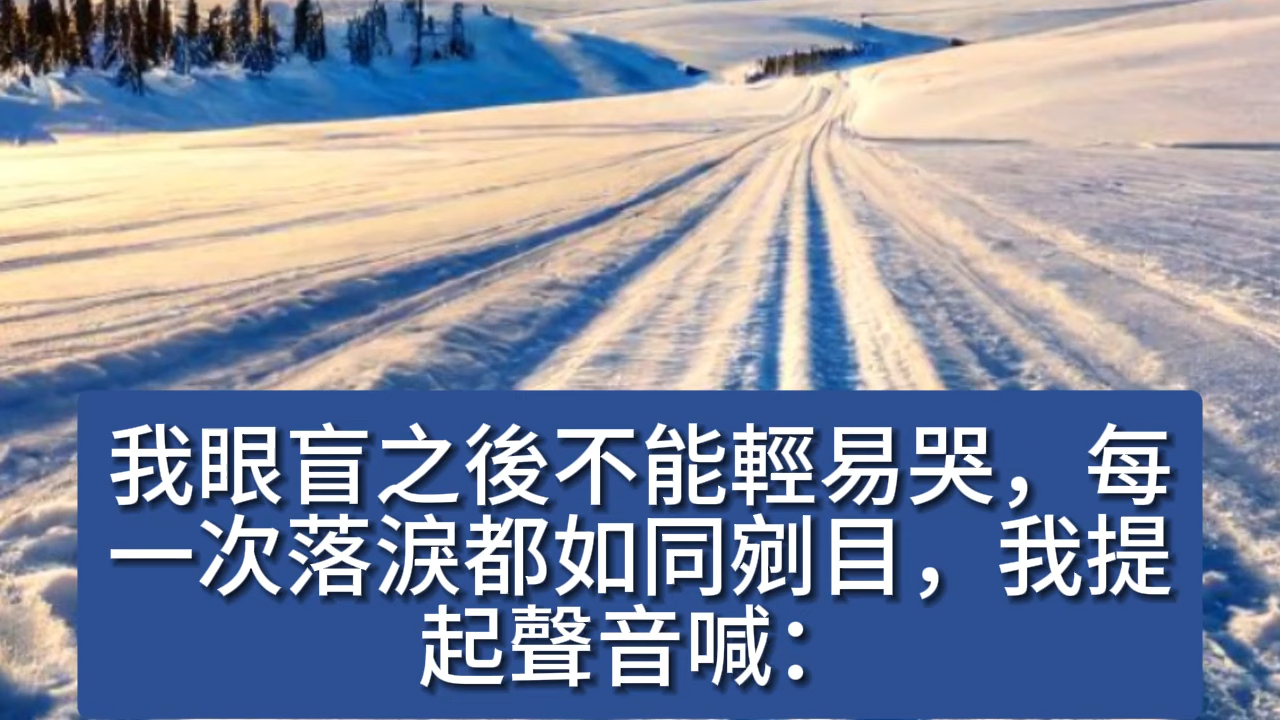 我眼盲之後不能輕易哭，每
一次落淚都如同剜目，我提
起聲音喊：